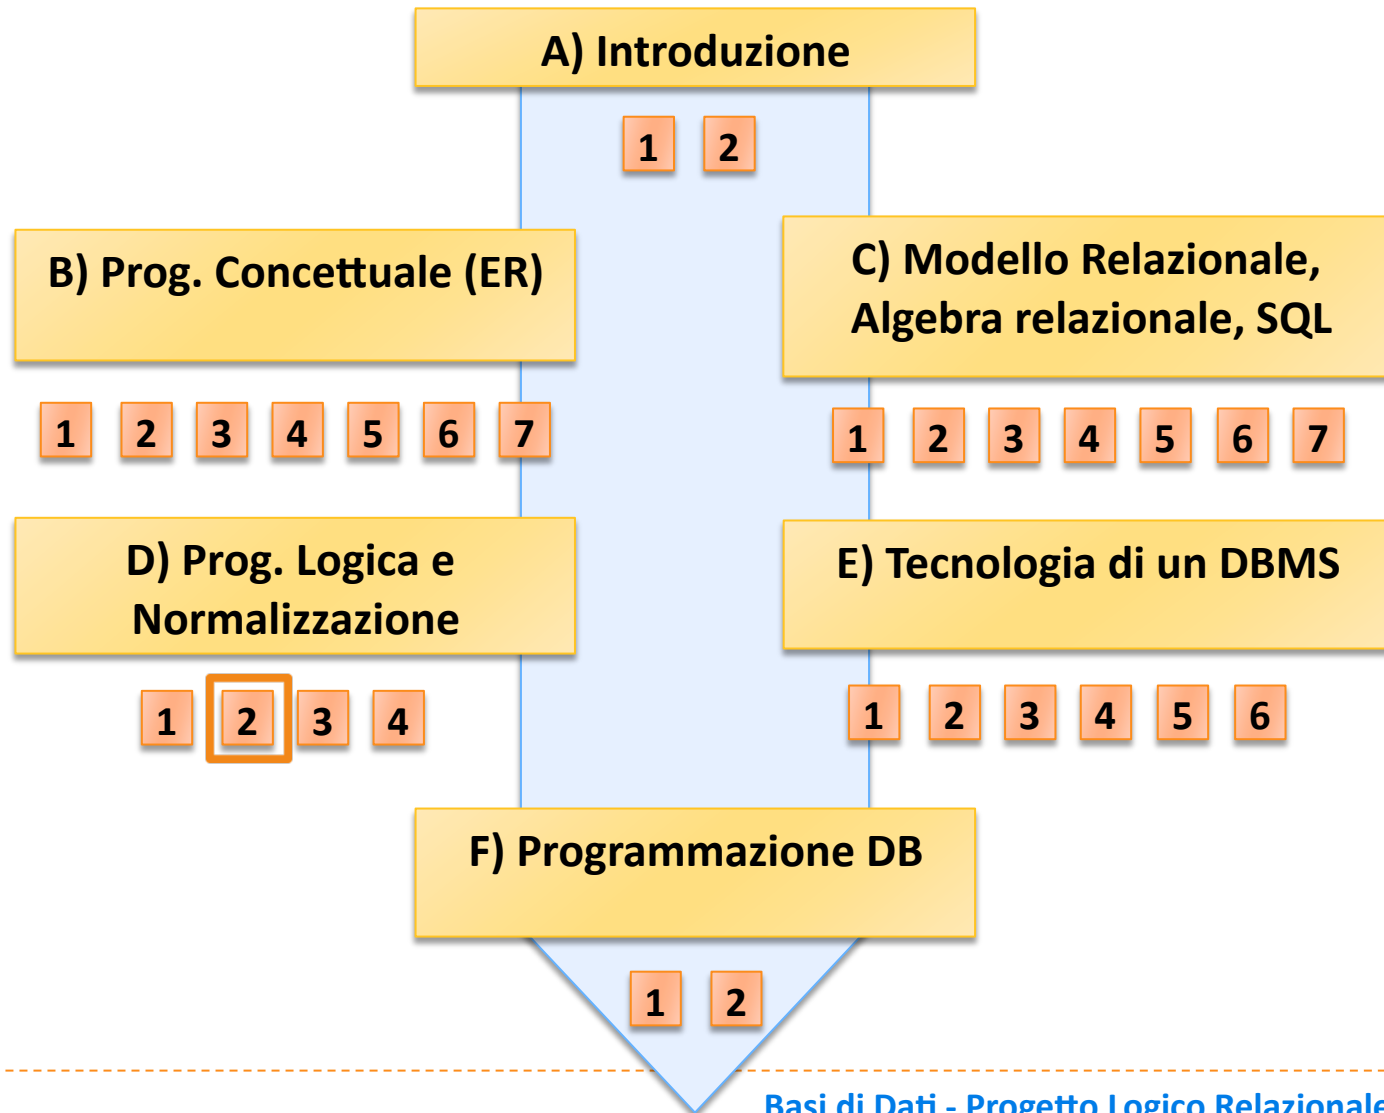 A) Introduzione
1 2
B) Prog. Concettuale (ER)
C) Modello Relazionale,
Algebra relazionale, SQL
1 2 3 4 5 6 7
1 2 3 4 5 6 7
D) Prog. Logica e
Normalizzazione
E) Tecnologia di un DBMS
1 2 3 4
1 2 3 4 5 6
F) Programmazione DB
1 2
Basi di Dati - Progetto Logico Relazionale